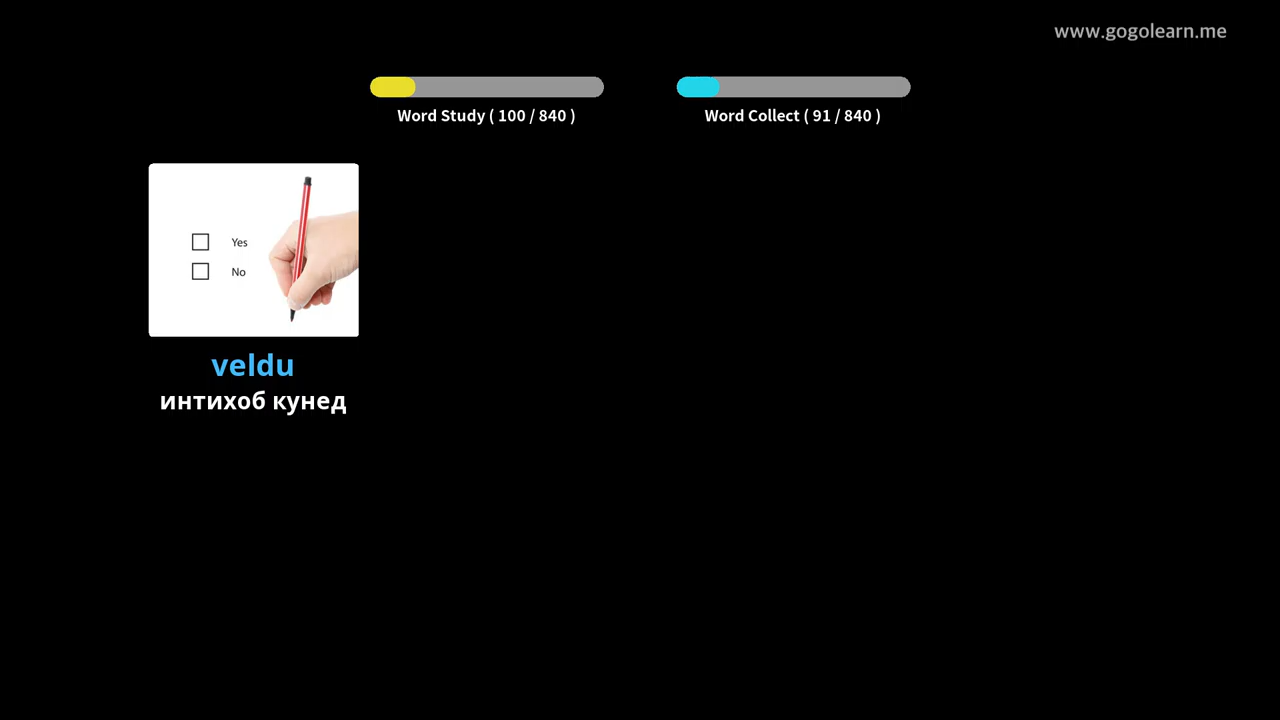 www.gogolearn.me
Word Study ( 100 / 840 )
Word Collect ( 91 / 840 )
Yes
No
veldu
интихоб кунед